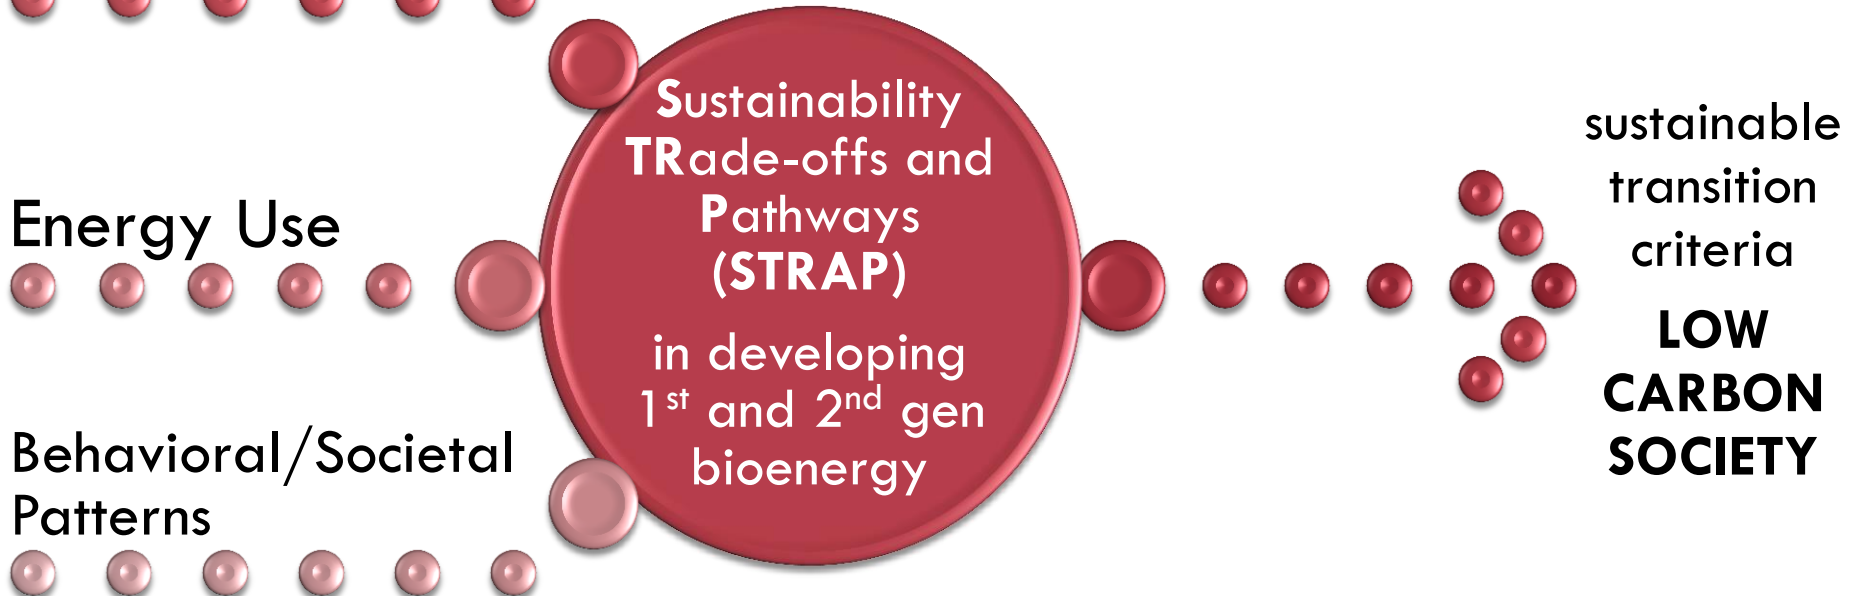 Energy Use
Behavioral/Societal
Patterns
Sustainability
TRade-offs and
Pathways
(STRAP)
in developing
1st and 2nd gen
bioenergy
sustainable
transition
criteria
LOW
CARBON
SOCIETY